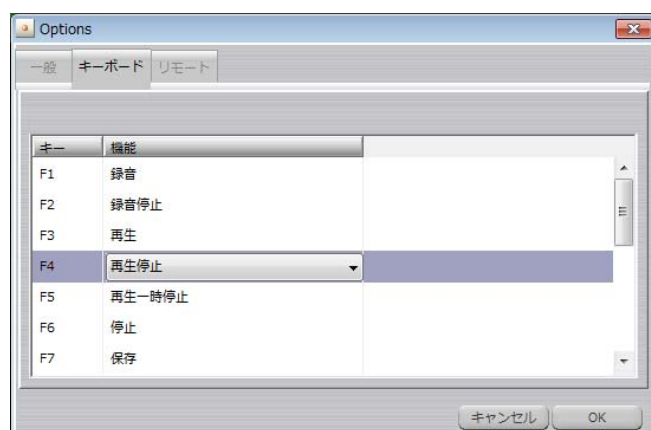 Options
一般 キーボード リモート
キー 機能
F1 録音
F2 録音停止
F3 再生
F4 再生停止
F5 再生一時停止
F6 停止
F7 保存
キャンセル OK